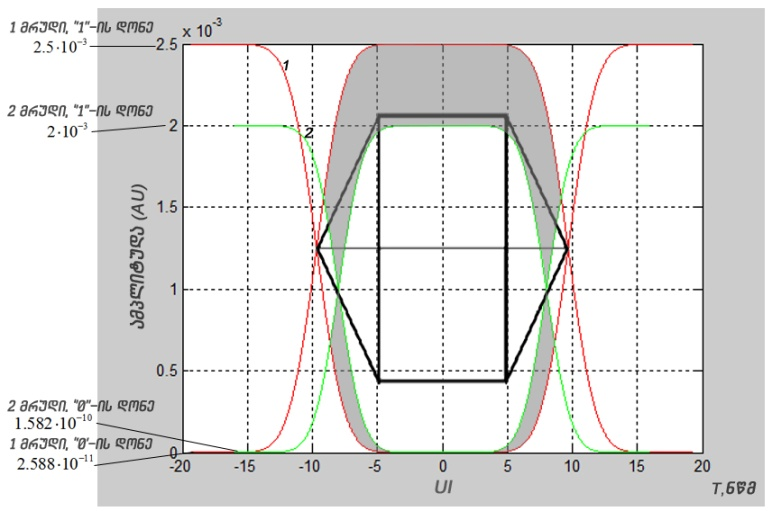 1 მრუდი, "1"-ის დონე
2.5·10⁻³
2 მრუდი, "1"-ის დონე
2·10⁻³
2 მრუდი, "0"-ის დონე
1.582·10⁻¹⁰
1 მრუდი, "0"-ის დონე
2.588·10⁻¹¹
ამპლიტუდა (AU)
x 10⁻³
2.5
2
1.5
1
0.5
0
1
2
-20 -15 -10 -5 0 5 10 15 20
UI
T,ნწმ